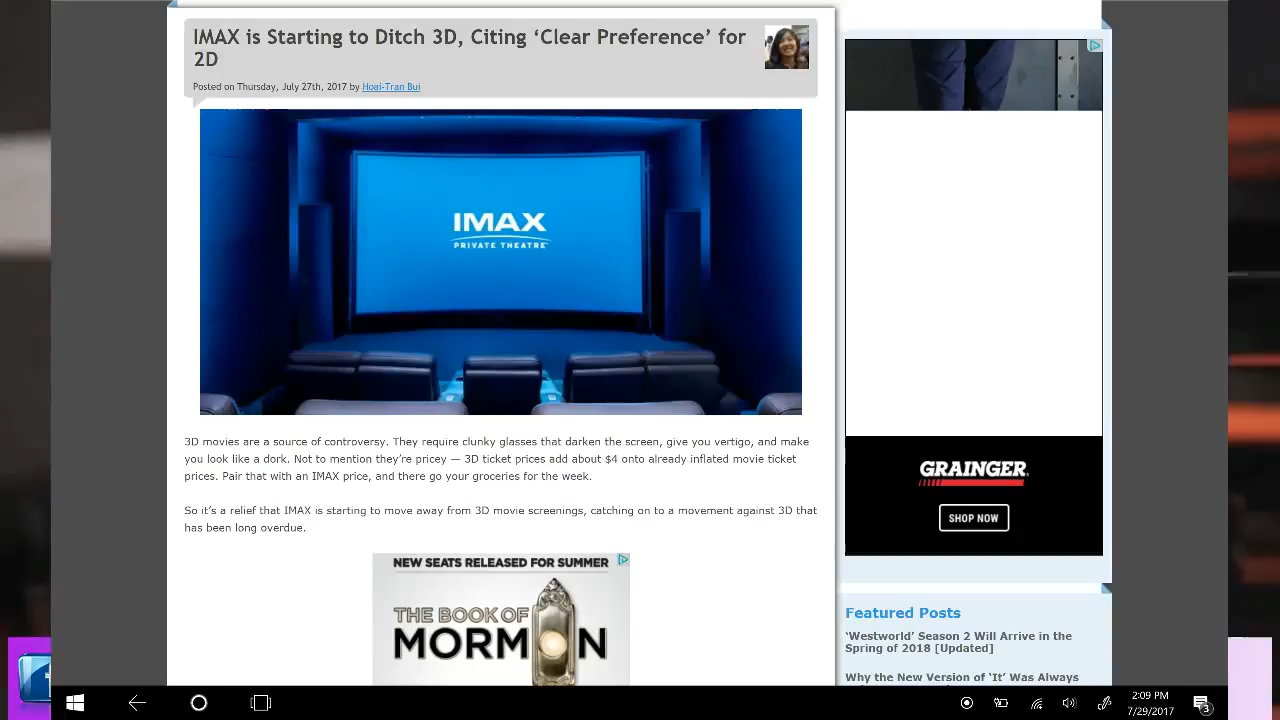 IMAX is Starting to Ditch 3D, Citing ‘Clear Preference’ for
2D
Posted on Thursday, July 27th, 2017 by Hoai-Tran Bui
IMAX
PRIVATE THEATRE
3D movies are a source of controversy. They require clunky glasses that darken the screen, give you vertigo, and make
you look like a dork. Not to mention they’re pricey — 3D ticket prices add about $4 onto already inflated movie ticket
prices. Pair that with an IMAX price, and there go your groceries for the week.
So it’s a relief that IMAX is starting to move away from 3D movie screenings, catching on to a movement against 3D that
has been long overdue.
NEW SEATS RELEASED FOR SUMMER
THE BOOK OF
MORMON
GRAINGER
SHOP NOW
Featured Posts
‘Westworld’ Season 2 Will Arrive in the
Spring of 2018 [Updated]
Why the New Version of ‘It’ Was Always
2:09 PM
7/29/2017
3